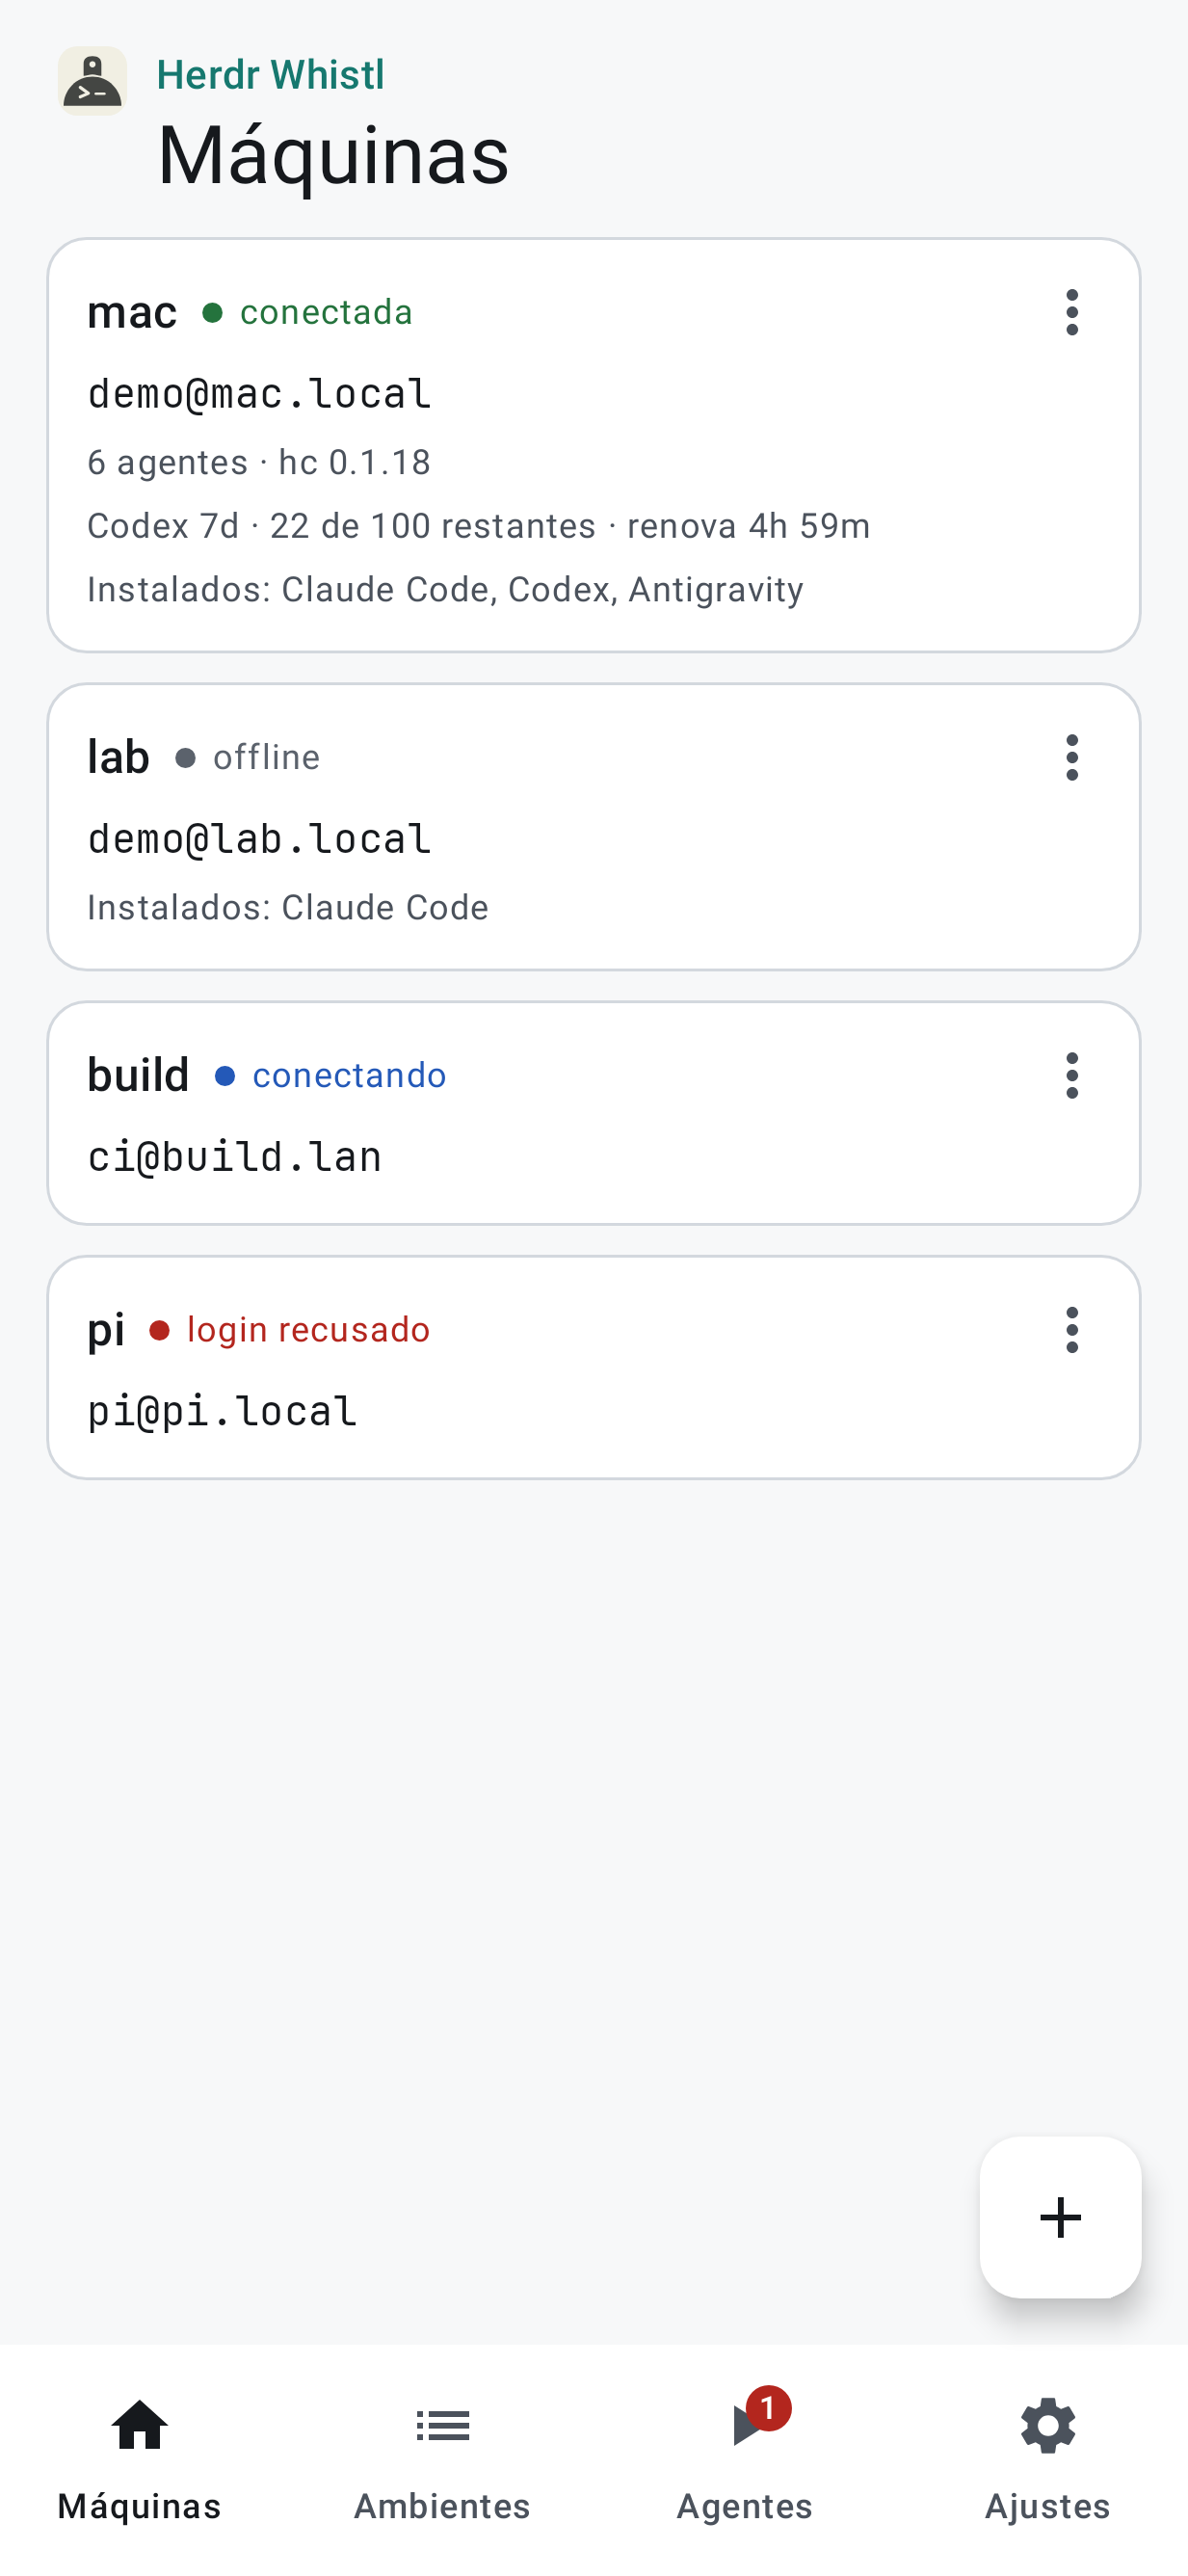 Herdr Whistl
Máquinas
mac ● conectada
demo@mac.local
6 agentes · hc 0.1.18
Codex 7d · 22 de 100 restantes · renova 4h 59m
Instalados: Claude Code, Codex, Antigravity
lab ● offline
demo@lab.local
Instalados: Claude Code
build ● conectando
ci@build.lan
pi ● login recusado
pi@pi.local
1
Máquinas Ambientes Agentes Ajustes